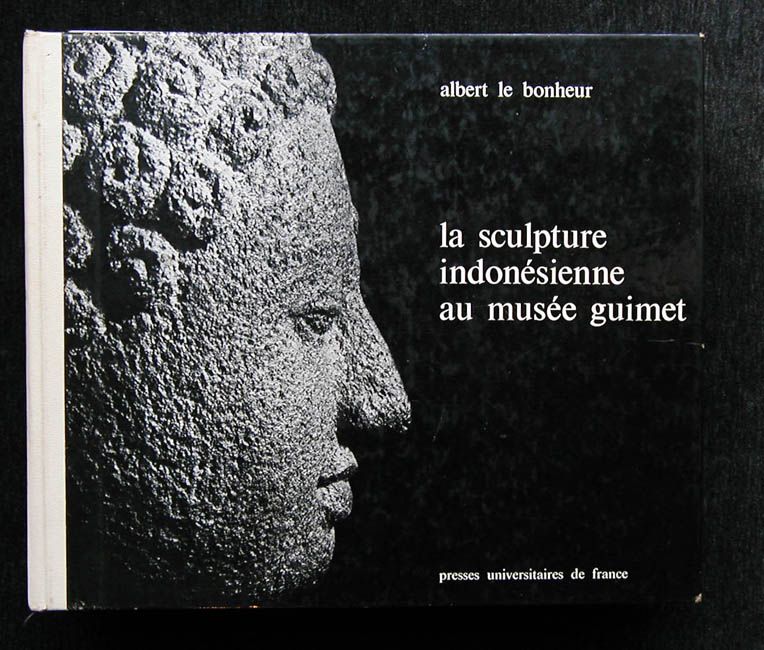 albert le bonheur
la sculpture
indonésienne
au musée guimet
presses universitaires de france